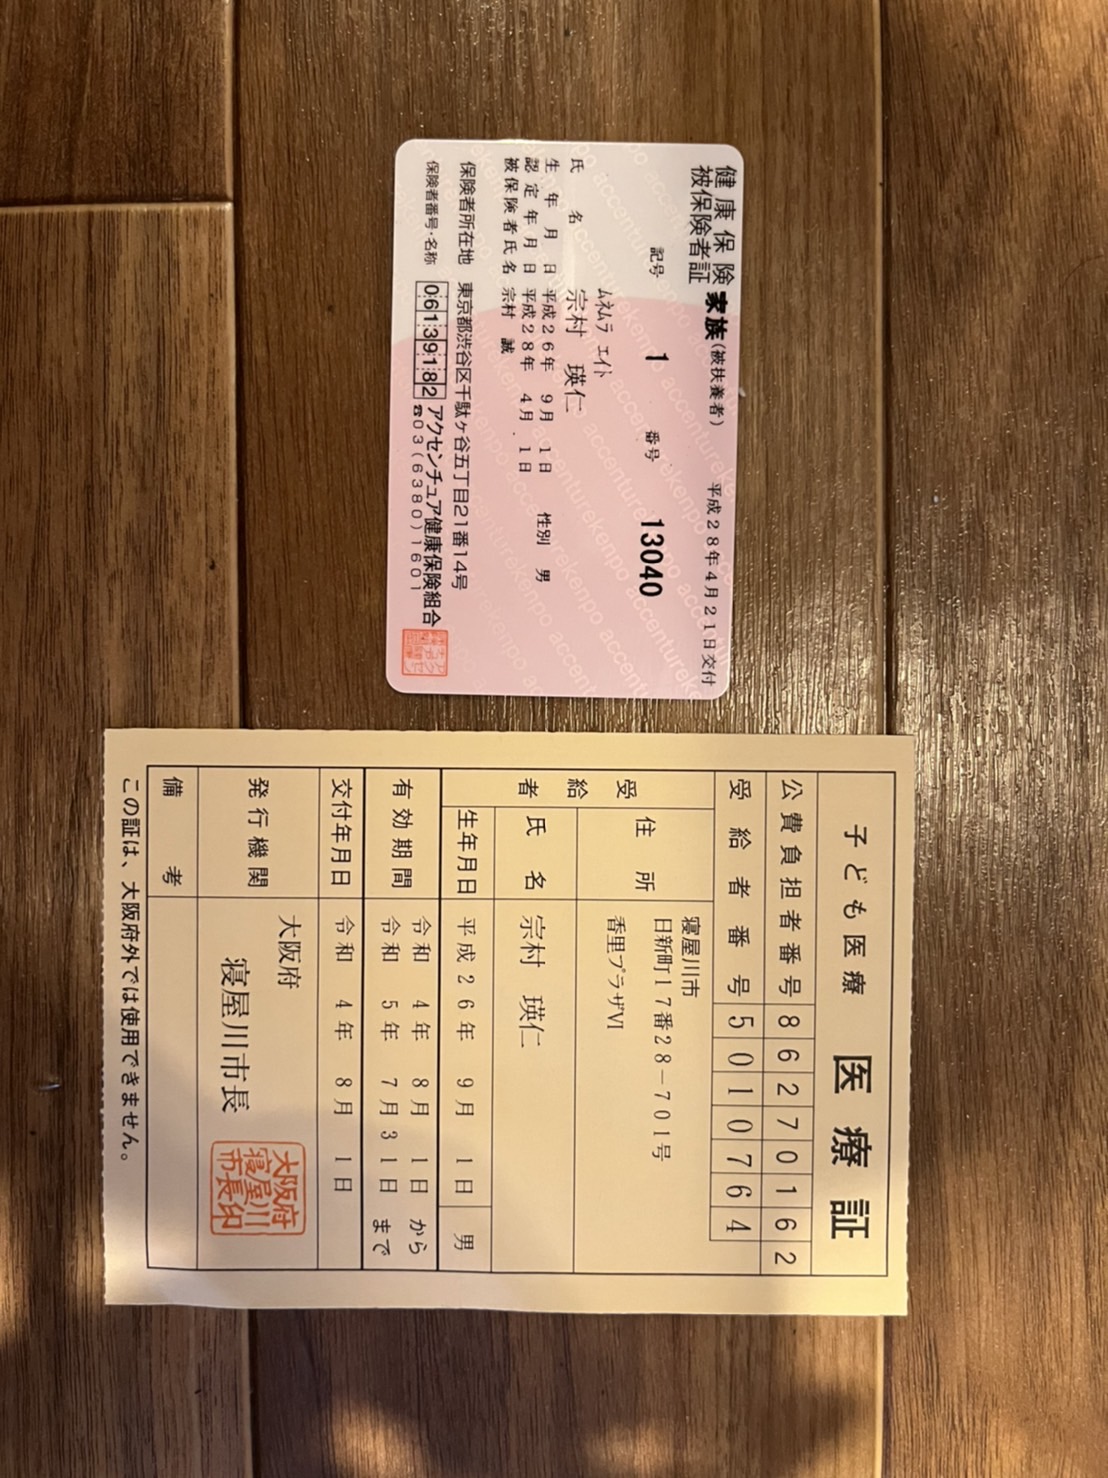 健康保険 家族(被扶養者) 平成28年4月21日交付
被保険者証
記号 1 番号 13040
ムネムラ エイト
氏名 宗村 瑛仁
生年月日 平成26年 9月 1日 性別 男
認定年月日 平成28年 4月 1日
被保険者氏名 宗村 誠
保険者所在地 東京都渋谷区千駄ヶ谷五丁目21番14号
保険者番号・名称 06139182 アクセンチュア健康保険組合
☎03(6380)1601
子ども医療 医療証
公費負担者番号 86270162
受給者番号 5010764
受給者
住所 寝屋川市
日新町17番28-701号
香里プラザVI
氏名 宗村 瑛仁
生年月日 平成26年 9月 1日 男
有効期間 令和 4年 8月 1日 から
令和 5年 7月31日 まで
交付年月日 令和 4年 8月 1日
発行機関 大阪府
寝屋川市長
大阪府寝屋川市長印
備考
この証は、大阪府外では使用できません。